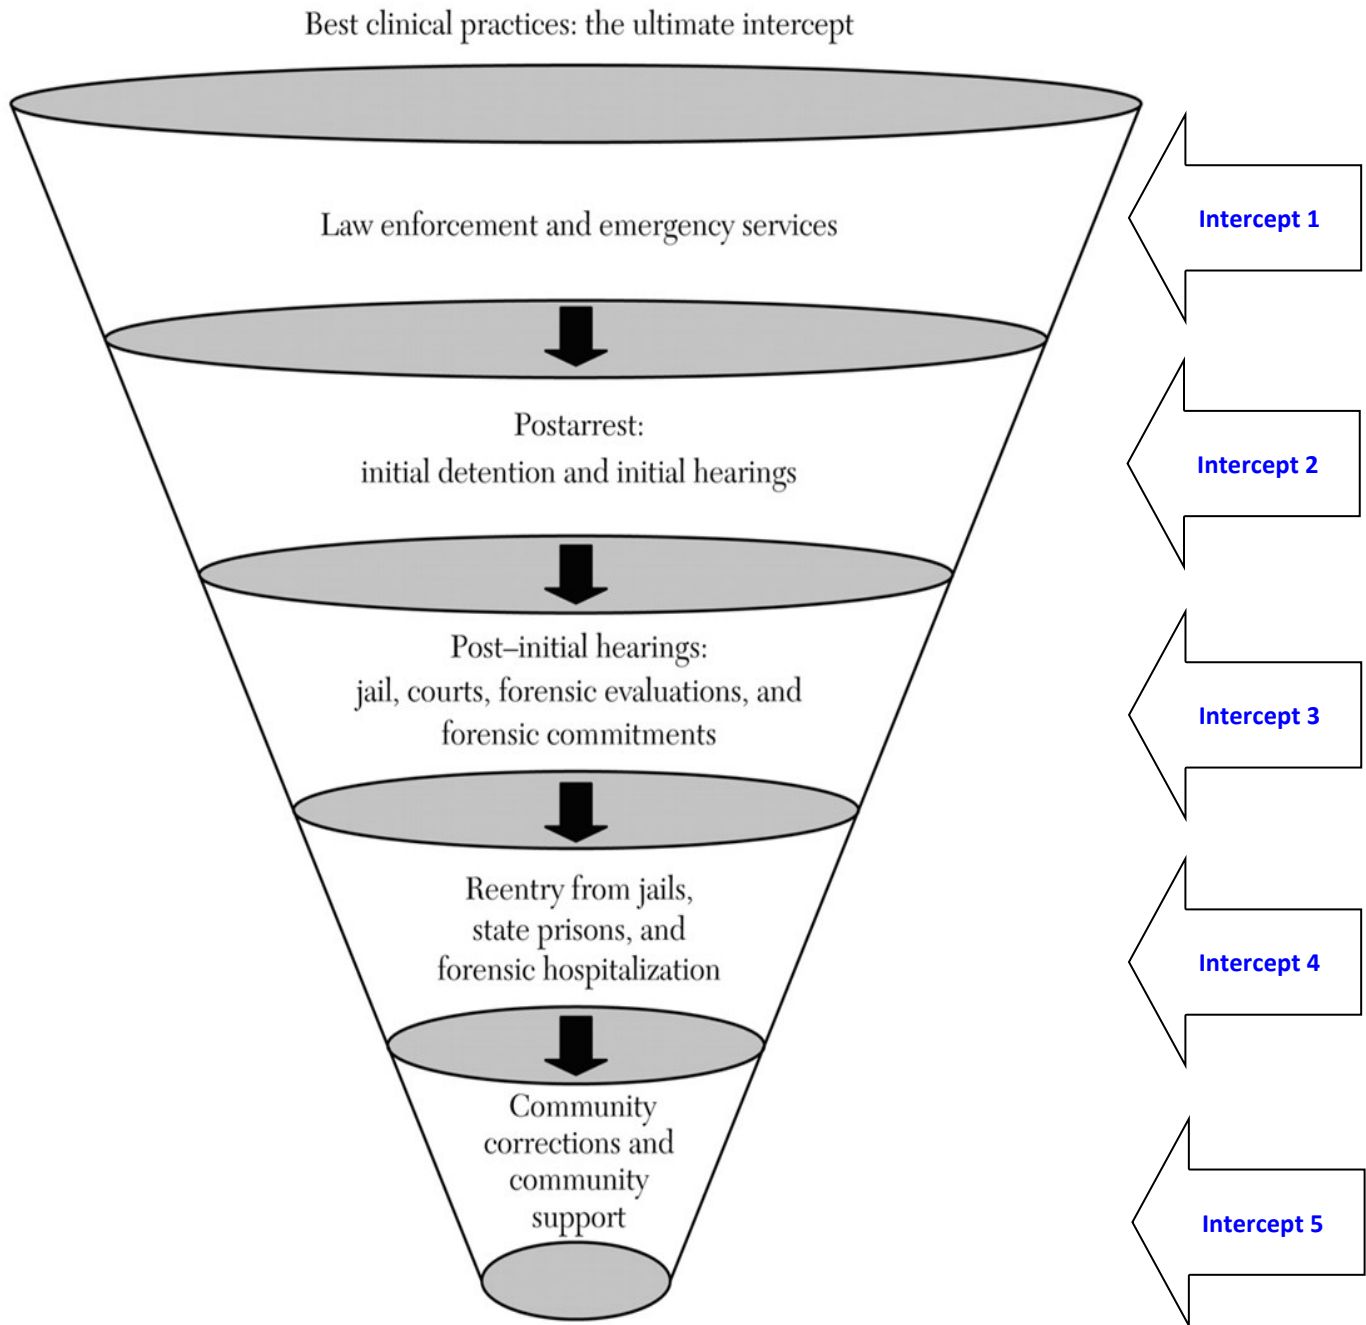 Best clinical practices: the ultimate intercept
Law enforcement and emergency services
Intercept 1
Postarrest:
initial detention and initial hearings
Intercept 2
Post–initial hearings:
jail, courts, forensic evaluations, and
forensic commitments
Intercept 3
Reentry from jails,
state prisons, and
forensic hospitalization
Intercept 4
Community
corrections and
community
support
Intercept 5